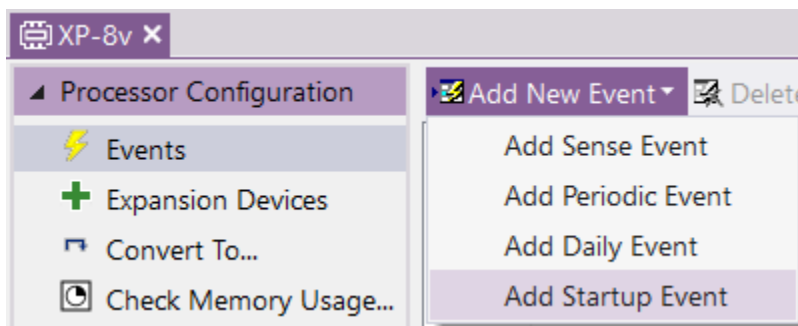 XP-8v
Processor Configuration
Events
Expansion Devices
Convert To...
Check Memory Usage...
Add New Event
Add Sense Event
Add Periodic Event
Add Daily Event
Add Startup Event